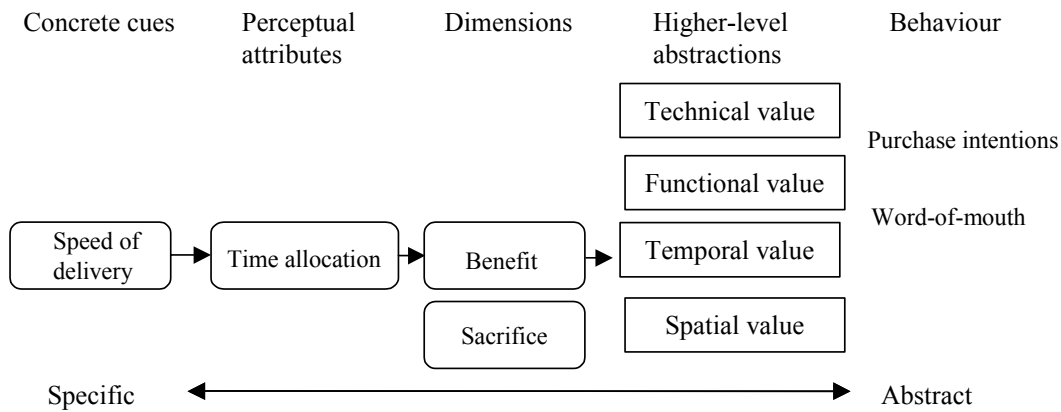 Concrete cues
Perceptual
attributes
Dimensions
Higher-level
abstractions
Behaviour
Technical value
Purchase intentions
Functional value
Word-of-mouth
Speed of
delivery
Time allocation
Benefit
Temporal value
Sacrifice
Spatial value
Specific
Abstract